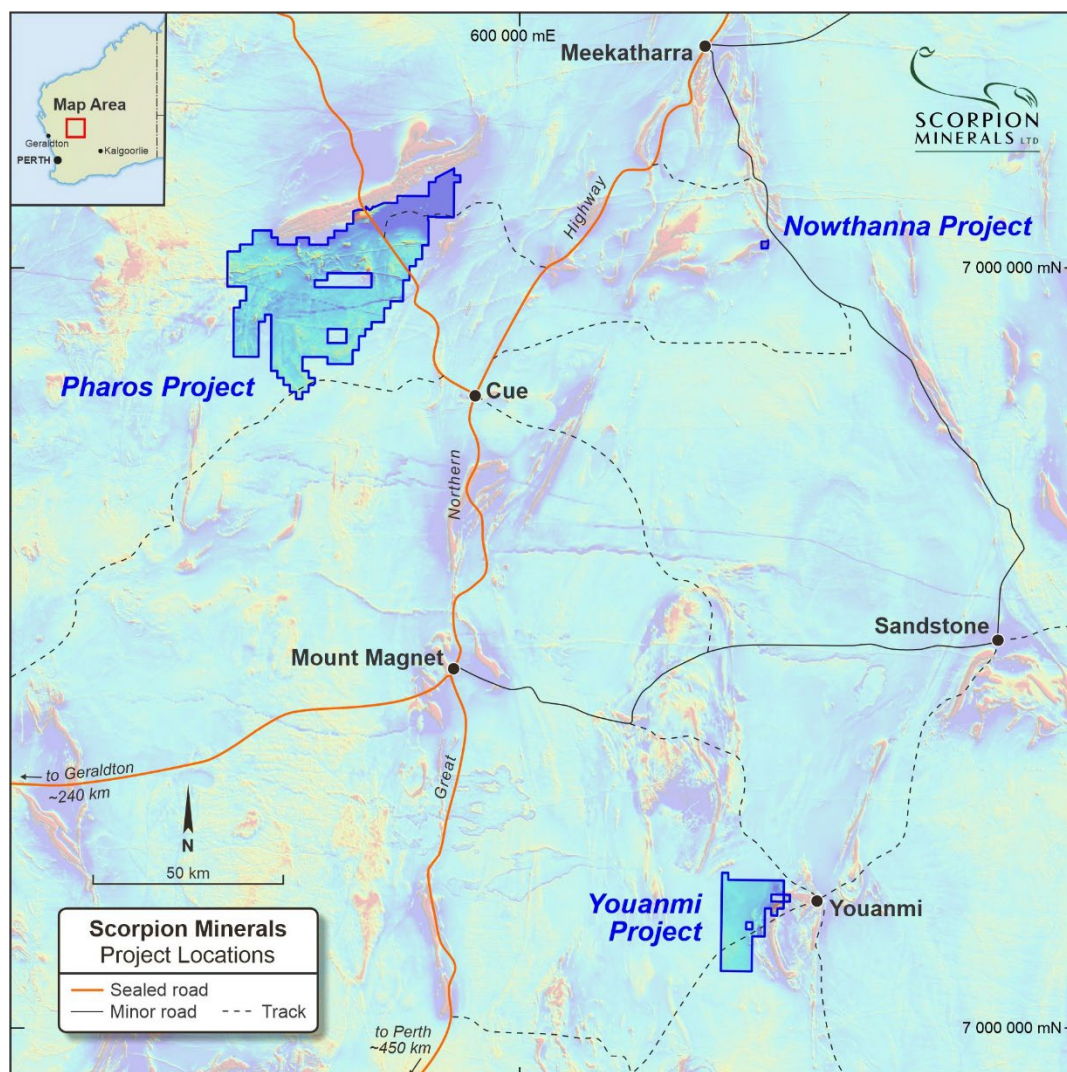 Map Area
Geraldton
PERTH
Kalgoorlie
600 000 mE
Meekatharra
SCORPION
MINERALS LTD
Highway
Nowthanna Project
7 000 000 mN
Pharos Project
Cue
Northern
Sandstone
Mount Magnet
to Geraldton
~240 km
Great
N
50 km
Youanmi
Project
Youanmi
Scorpion Minerals
Project Locations
Sealed road
Minor road
Track
to Perth
~450 km
7 000 000 mN